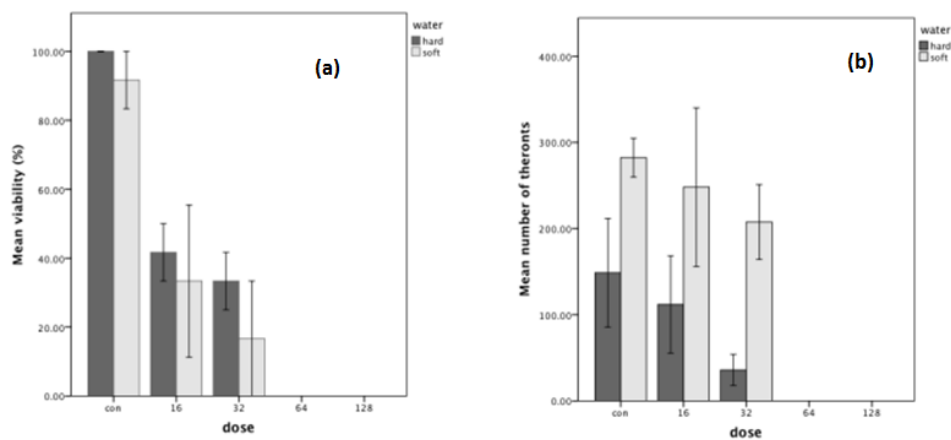 water
hard
soft
(a)
100.00
80.00
60.00
40.00
20.00
0.00
Mean viability (%)
con 16 32 64 128
dose
water
hard
soft
(b)
400.00
300.00
200.00
100.00
0.00
Mean number of theronts
con 16 32 64 128
dose